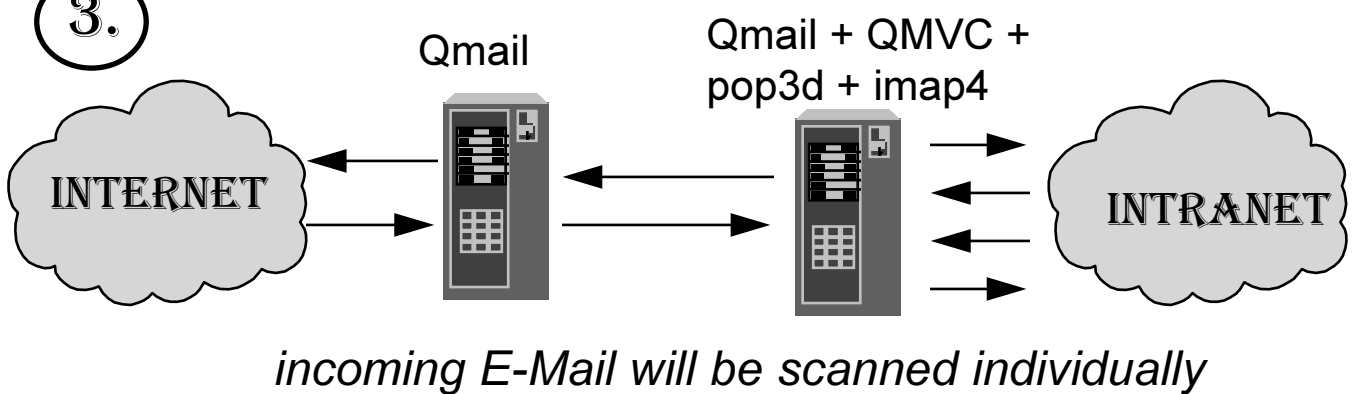 3.
Qmail
Qmail + QMVC +
pop3d + imap4
INTERNET
INTRANET
incoming E-Mail will be scanned individually